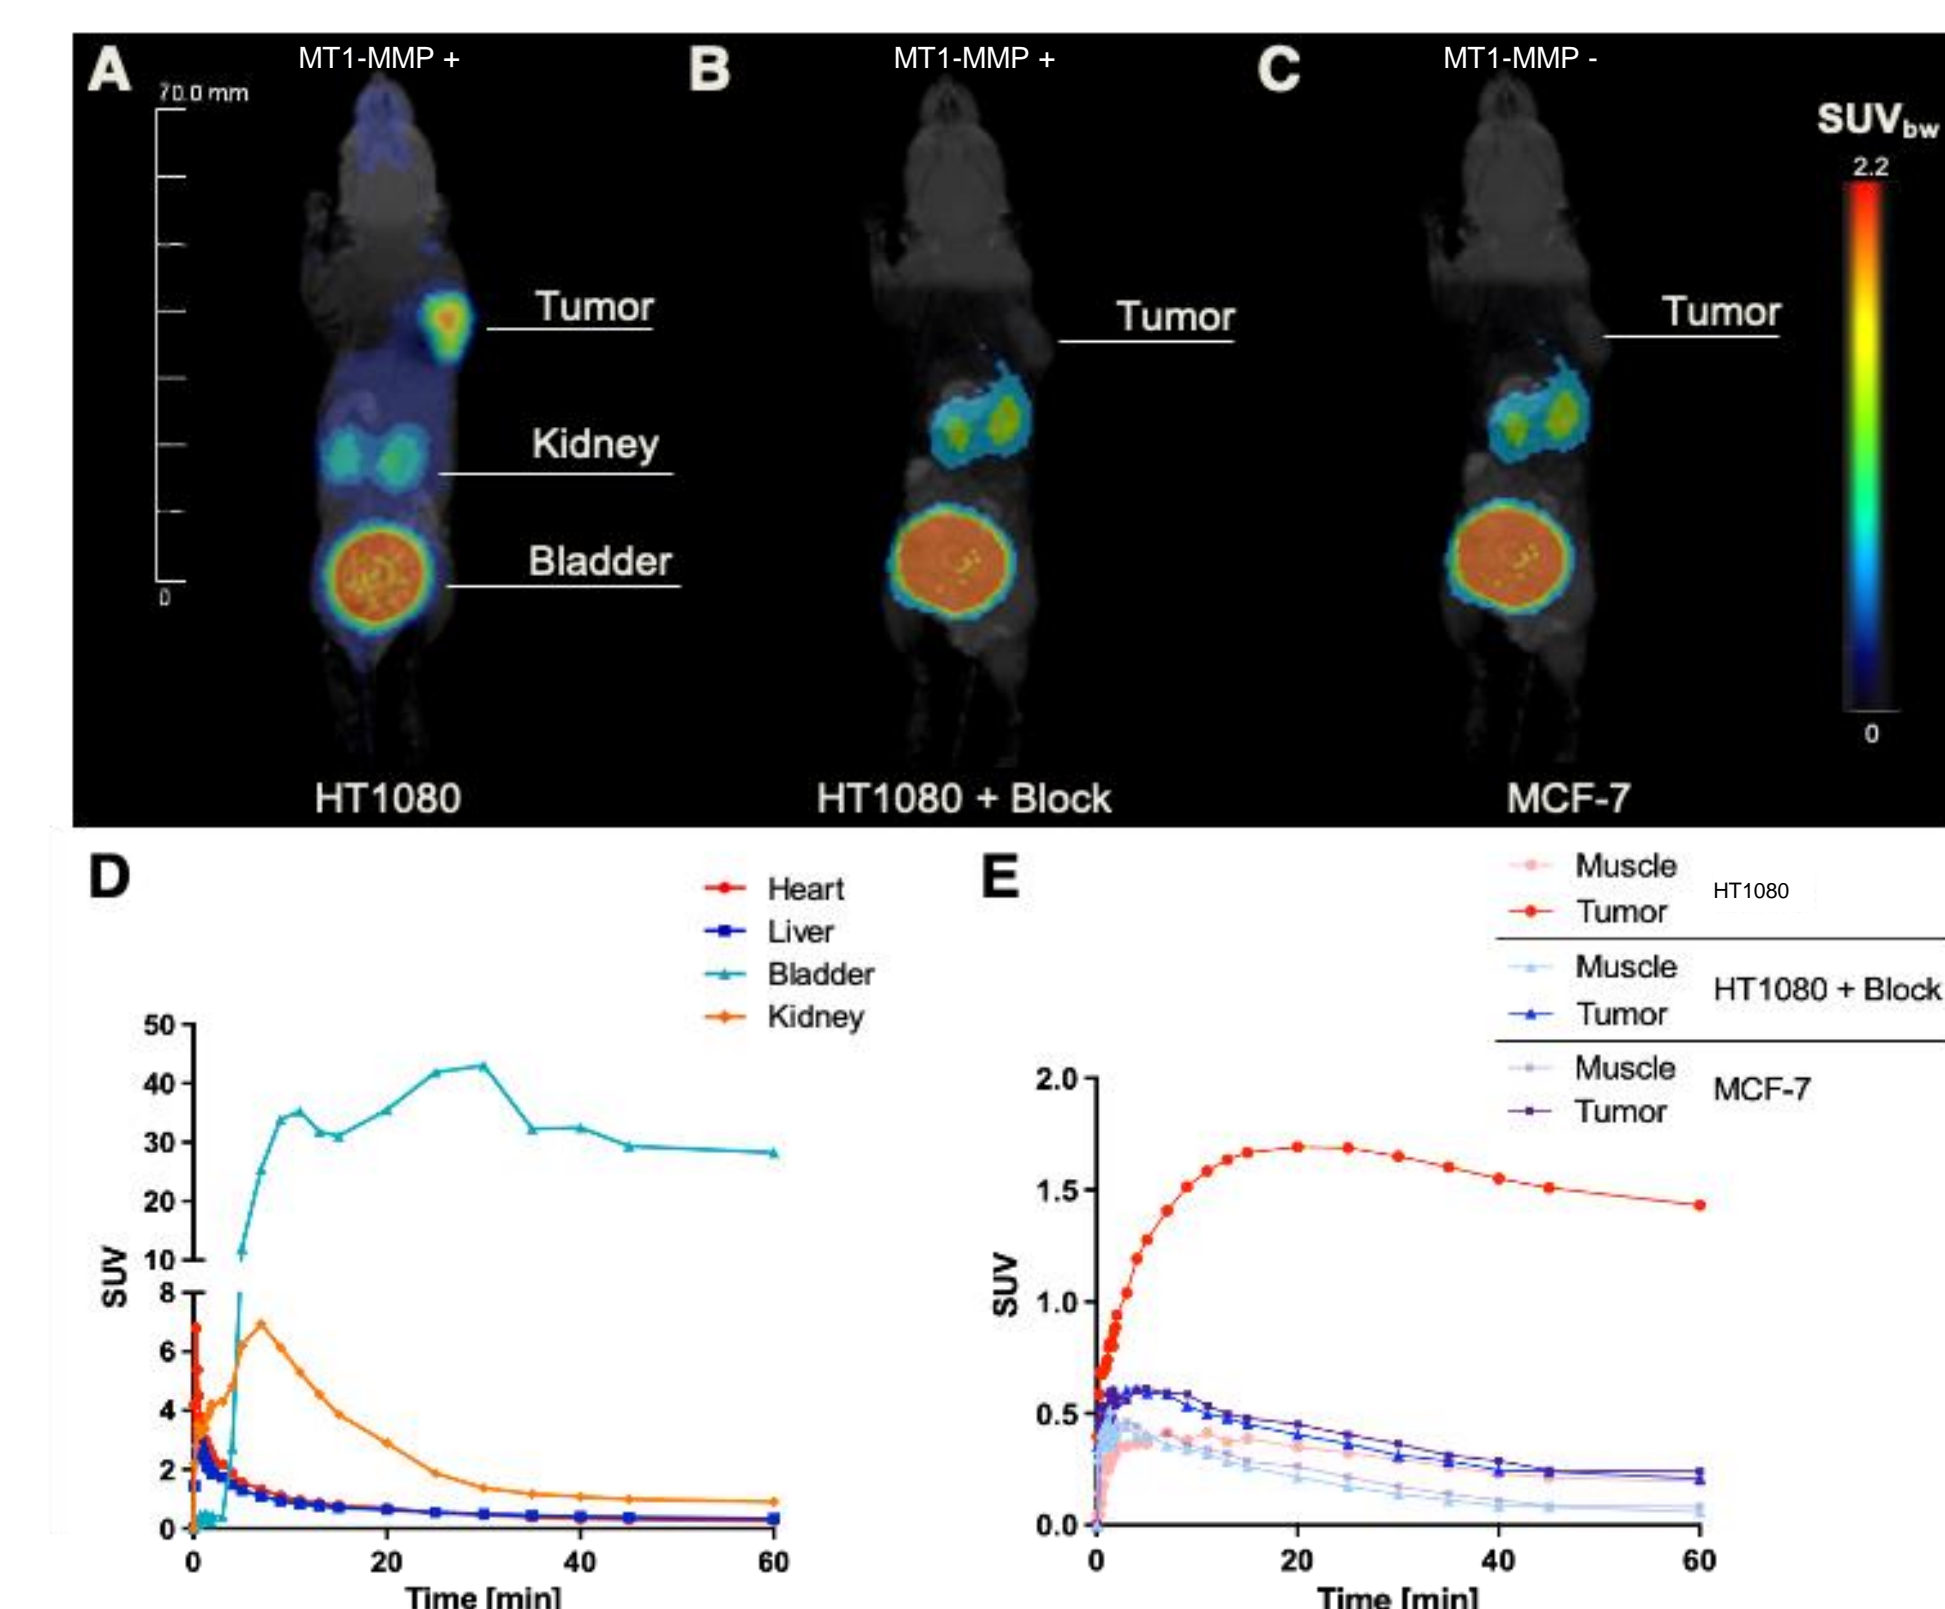 A
MT1-MMP +
B
MT1-MMP +
C
MT1-MMP -
70.0 mm
SUVbw
2.2
Tumor
Tumor
Tumor
Kidney
Bladder
0
0
HT1080
HT1080 + Block
MCF-7
D
Heart
Liver
Bladder
Kidney
50
40
30
20
10
8
6
4
2
0
SUV
0 20 40 60
Time [min]
E
Muscle
Tumor
HT1080
Muscle
Tumor
HT1080 + Block
Muscle
Tumor
MCF-7
2.0
1.5
1.0
0.5
0.0
SUV
0 20 40 60
Time [min]